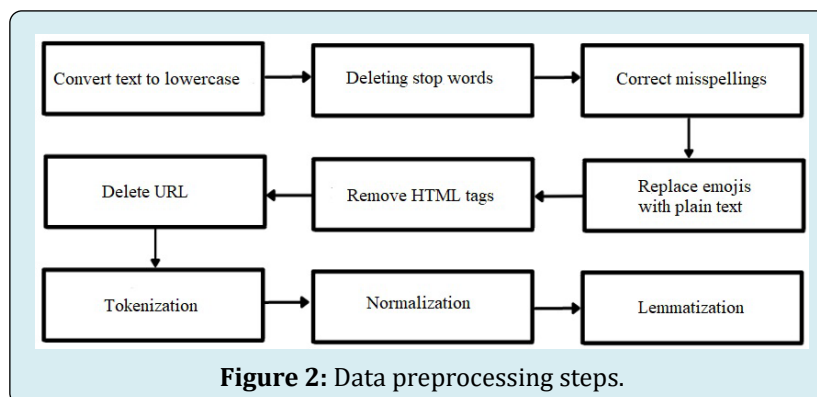 Convert text to lowercase
Deleting stop words
Correct misspellings
Replace emojis
with plain text
Remove HTML tags
Delete URL
Tokenization
Normalization
Lemmatization
Figure 2: Data preprocessing steps.